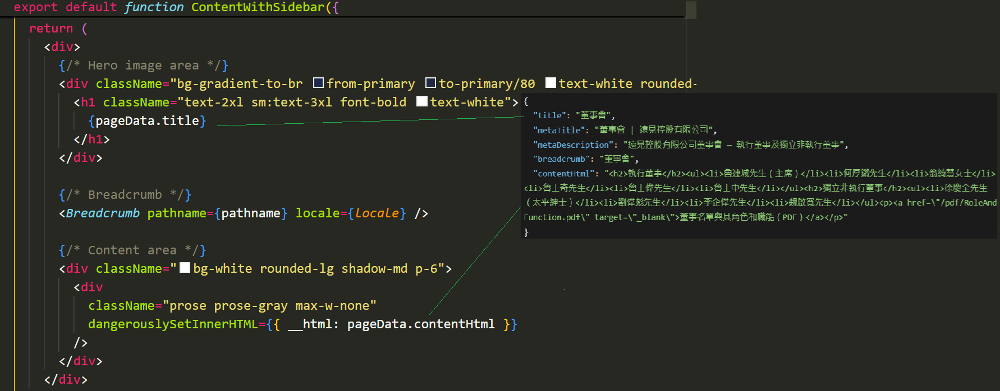 export default function ContentWithSidebar({
return (
<div>
{/* Hero image area */}
<div className="bg-gradient-to-br from-primary to-primary/80 text-white rounded-
<h1 className="text-2xl sm:text-3xl font-bold text-white">
{pageData.title}
</h1>
</div>
{/* Breadcrumb */}
<Breadcrumb pathname={pathname} locale={locale} />
{/* Content area */}
<div className="bg-white rounded-lg shadow-md p-6">
<div
className="prose prose-gray max-w-none"
dangerouslySetInnerHTML={{ __html: pageData.contentHtml }}
/>
</div>
</div>
{
"title": "董事會",
"metaTitle": "董事會 | 遠見控股有限公司",
"metaDescription": "遠見控股有限公司董事會 – 執行董事及獨立非執行董事",
"breadcrumb": "董事會",
"contentHtml": "<h2>執行董事</h2><ul><li>魯連城先生（主席）</li><li>何厚鏘先生</li><li>翁綺慧女士</li>
<li>魯士奇先生</li><li>魯士偉先生</li><li>魯士中先生</li></ul><h2>獨立非執行董事</h2><ul><li>徐慶全先生
（太平紳士）</li><li>劉偉彪先生</li><li>李企偉先生</li><li>魏啟寬先生</li></ul><p><a href=\"/pdf/RoleAnd
Function.pdf\" target=\"_blank\">董事名單與其角色和職能（PDF）</a></p>"
}